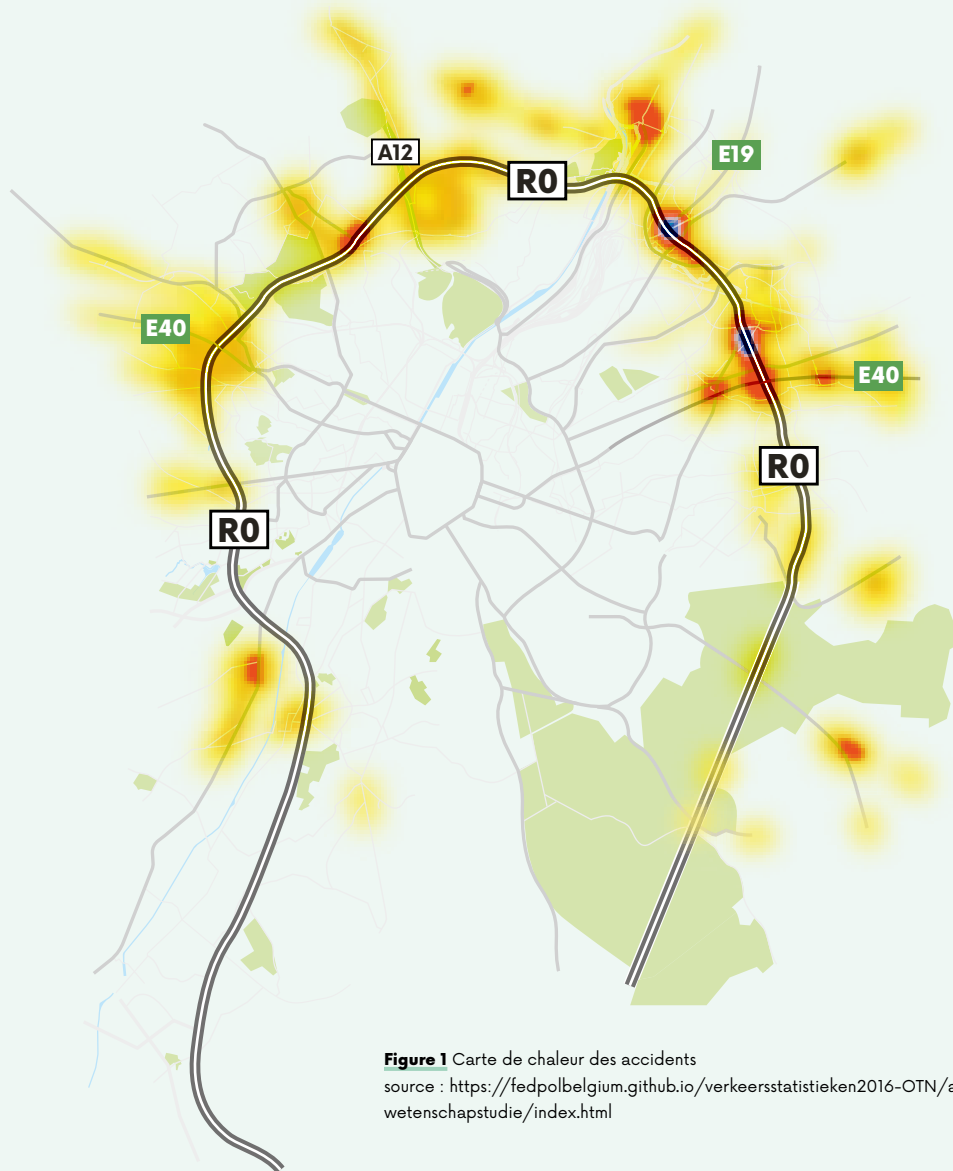 A12
R0
E19
E40
E40
R0
R0
Figure 1 Carte de chaleur des accidents
source : https://fedpolbelgium.github.io/verkeersstatistieken2016-OTN/a
wetenschapstudie/index.html